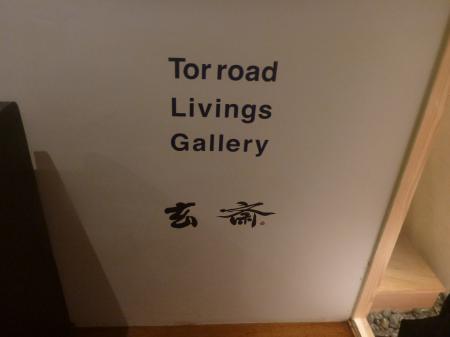 Tor road
Livings
Gallery
玄斎